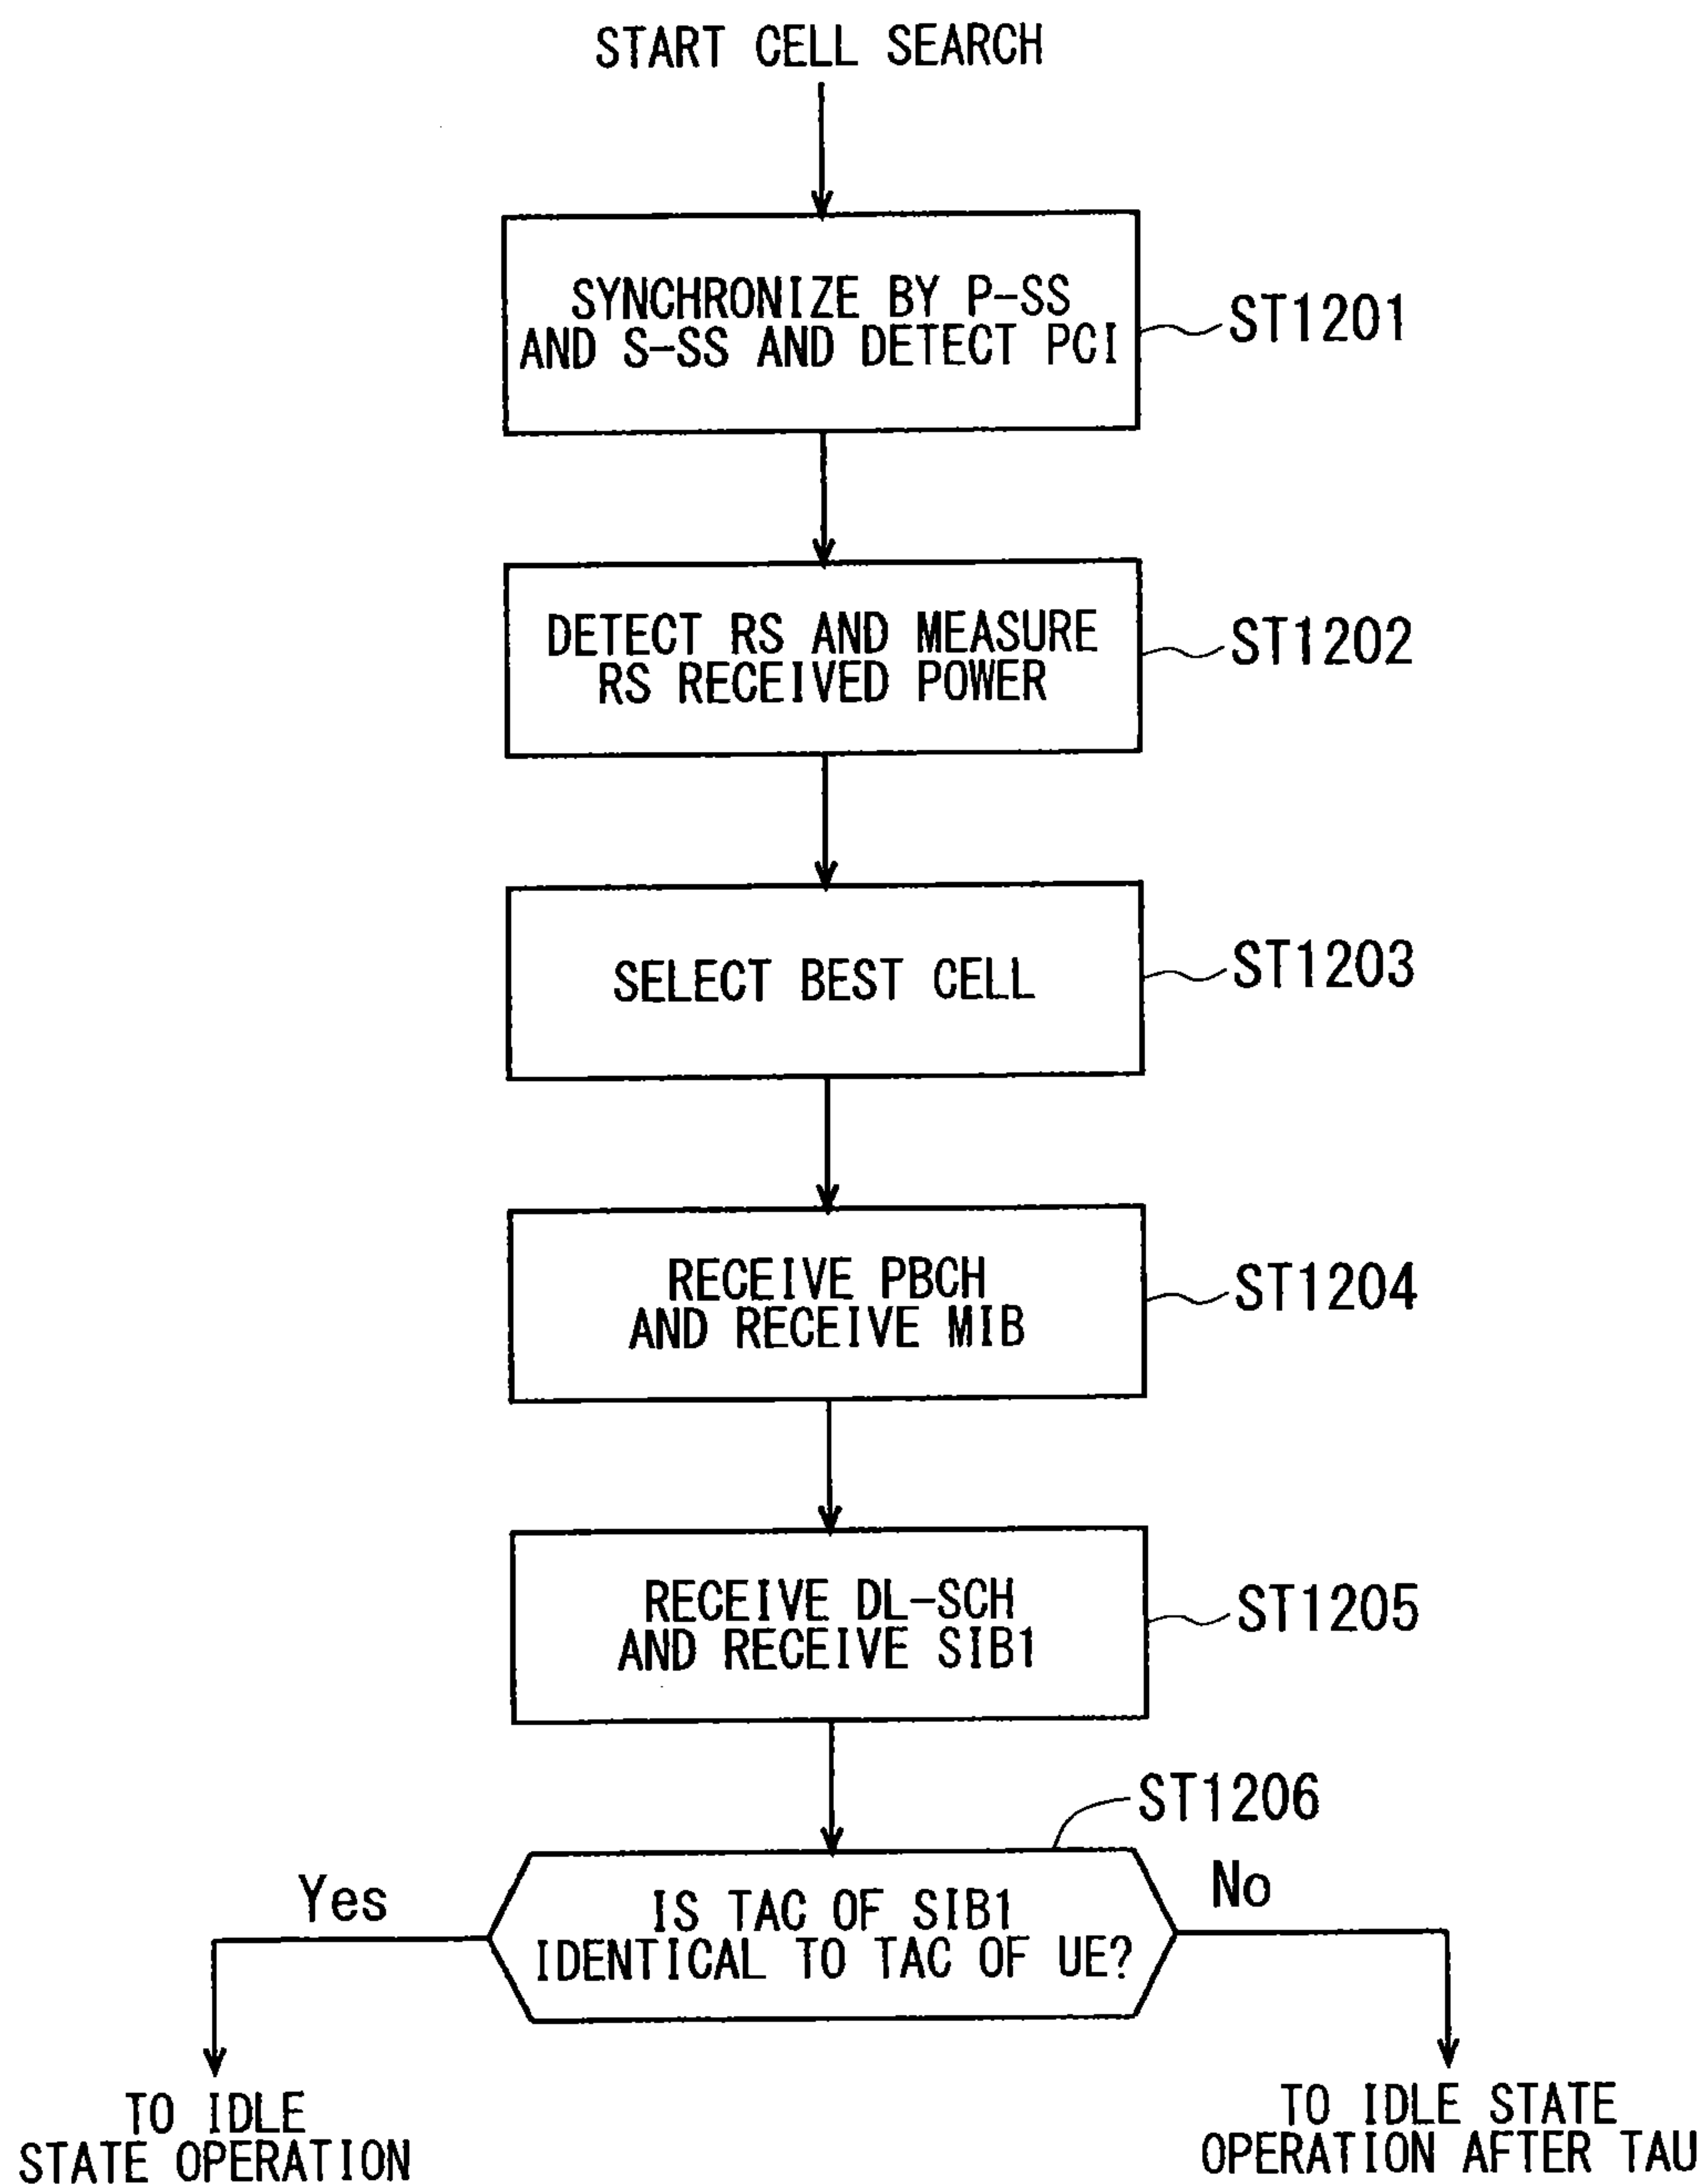 START CELL SEARCH
SYNCHRONIZE BY P-SS
AND S-SS AND DETECT PCI
ST1201
DETECT RS AND MEASURE
RS RECEIVED POWER
ST1202
SELECT BEST CELL
ST1203
RECEIVE PBCH
AND RECEIVE MIB
ST1204
RECEIVE DL-SCH
AND RECEIVE SIB1
ST1205
ST1206
Yes
IS TAC OF SIB1
IDENTICAL TO TAC OF UE?
No
TO IDLE
STATE OPERATION
TO IDLE STATE
OPERATION AFTER TAU